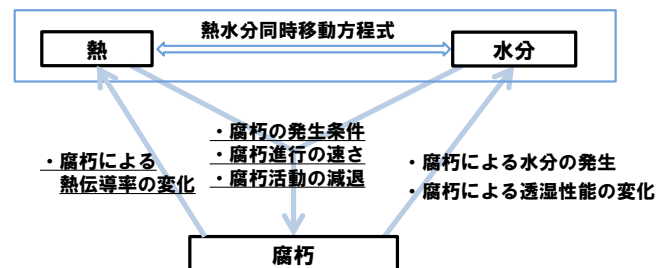 熱水分同時移動方程式
熱
水分
・腐朽の発生条件
・腐朽進行の速さ
・腐朽活動の減退
・腐朽による
熱伝導率の変化
・腐朽による水分の発生
・腐朽による透湿性能の変化
腐朽